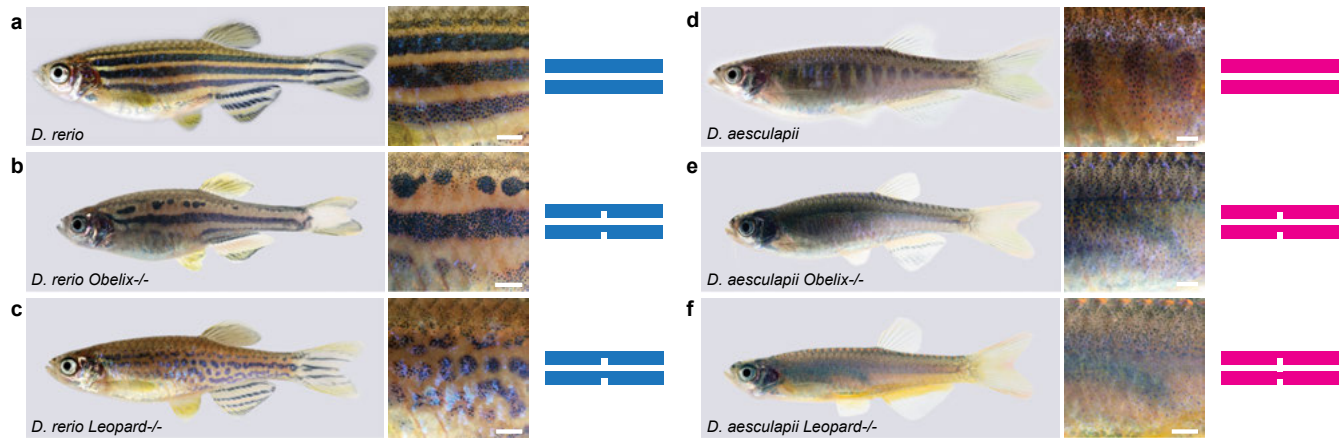 a
D. rerio
b
D. rerio Obelix-/-
c
D. rerio Leopard-/-
d
D. aesculapii
e
D. aesculapii Obelix-/-
f
D. aesculapii Leopard-/-